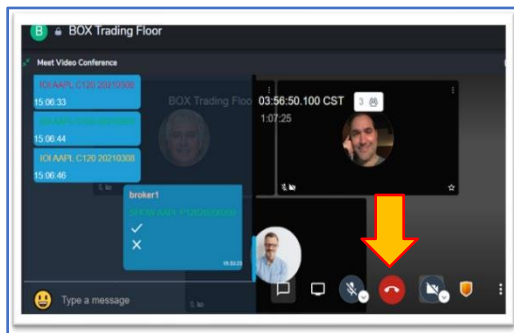 B BOX Trading Floor
Meet Video Conference
IOI AAPL C120 20210308
15:06:33
15:06:44
IOI AAPL C120 20210308
15:06:46
BOX Trading Floo
03:56:50.100 CST
3
1:07:25
broker1
Type a message